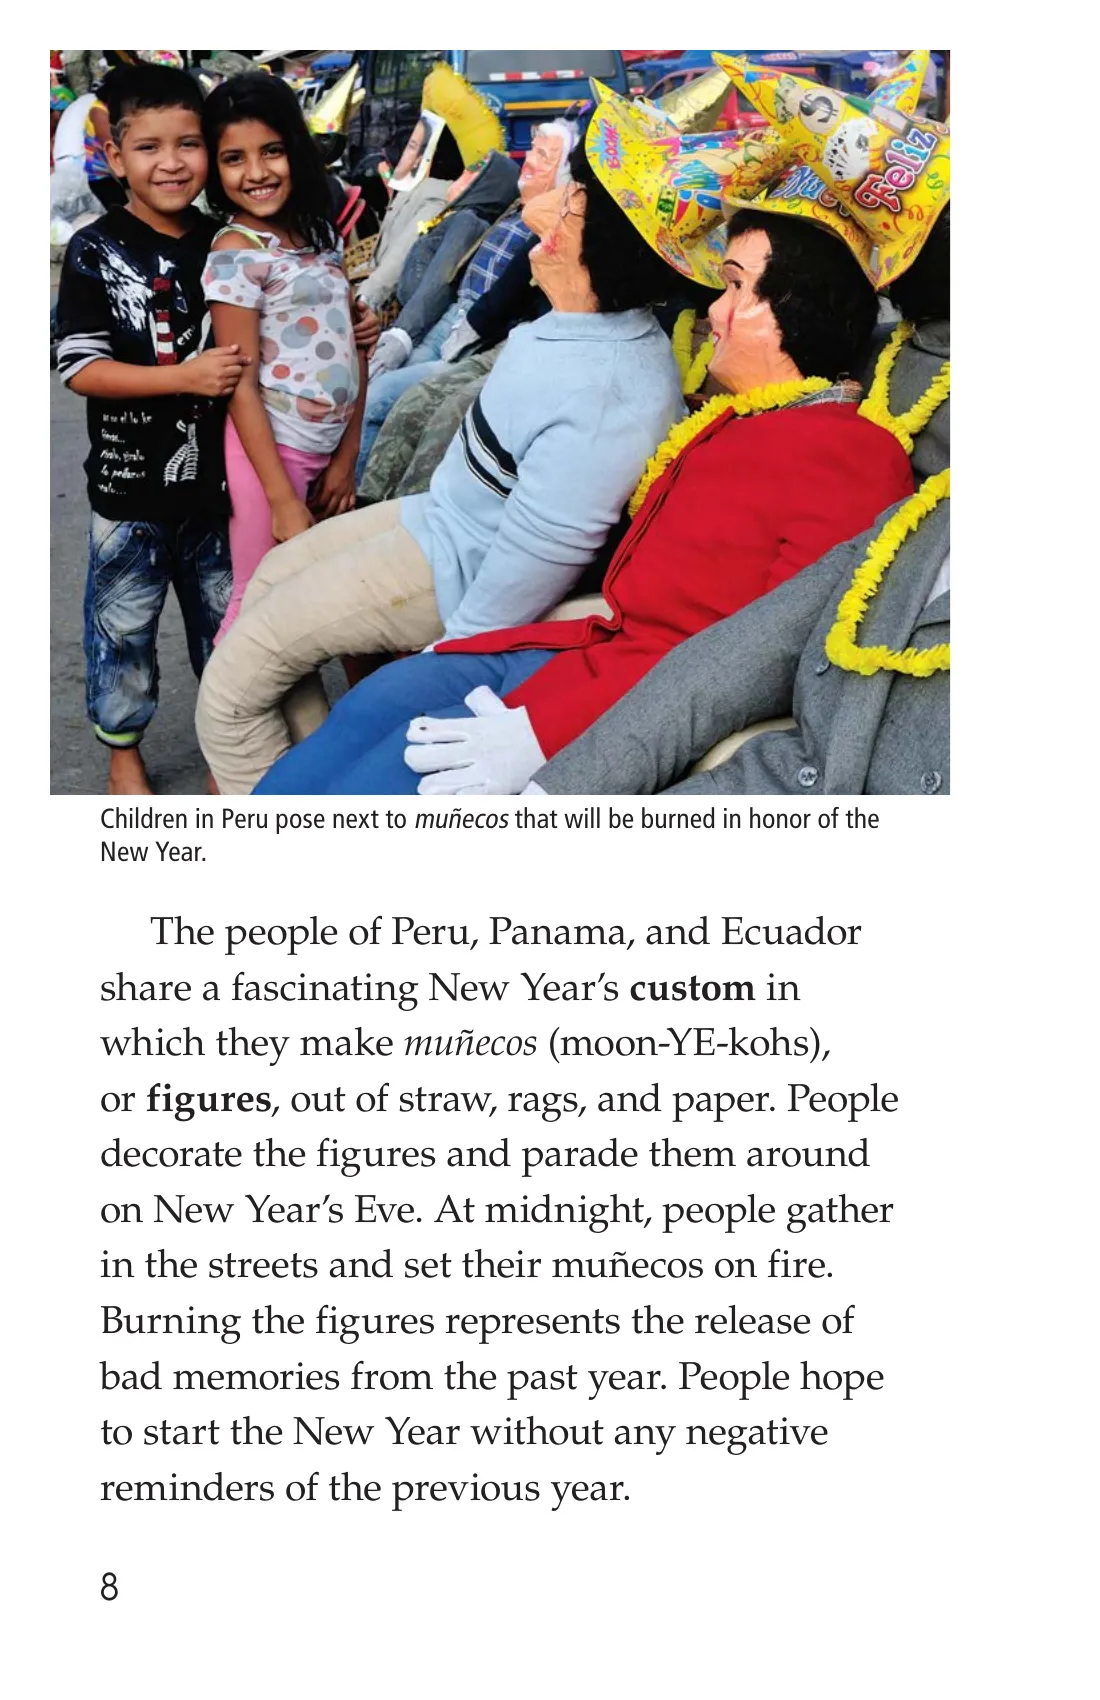 BOOM!
Feliz
Children in Peru pose next to muñecos that will be burned in honor of the
New Year.
The people of Peru, Panama, and Ecuador
share a fascinating New Year’s custom in
which they make muñecos (moon-YE-kohs),
or figures, out of straw, rags, and paper. People
decorate the figures and parade them around
on New Year’s Eve. At midnight, people gather
in the streets and set their muñecos on fire.
Burning the figures represents the release of
bad memories from the past year. People hope
to start the New Year without any negative
reminders of the previous year.
8